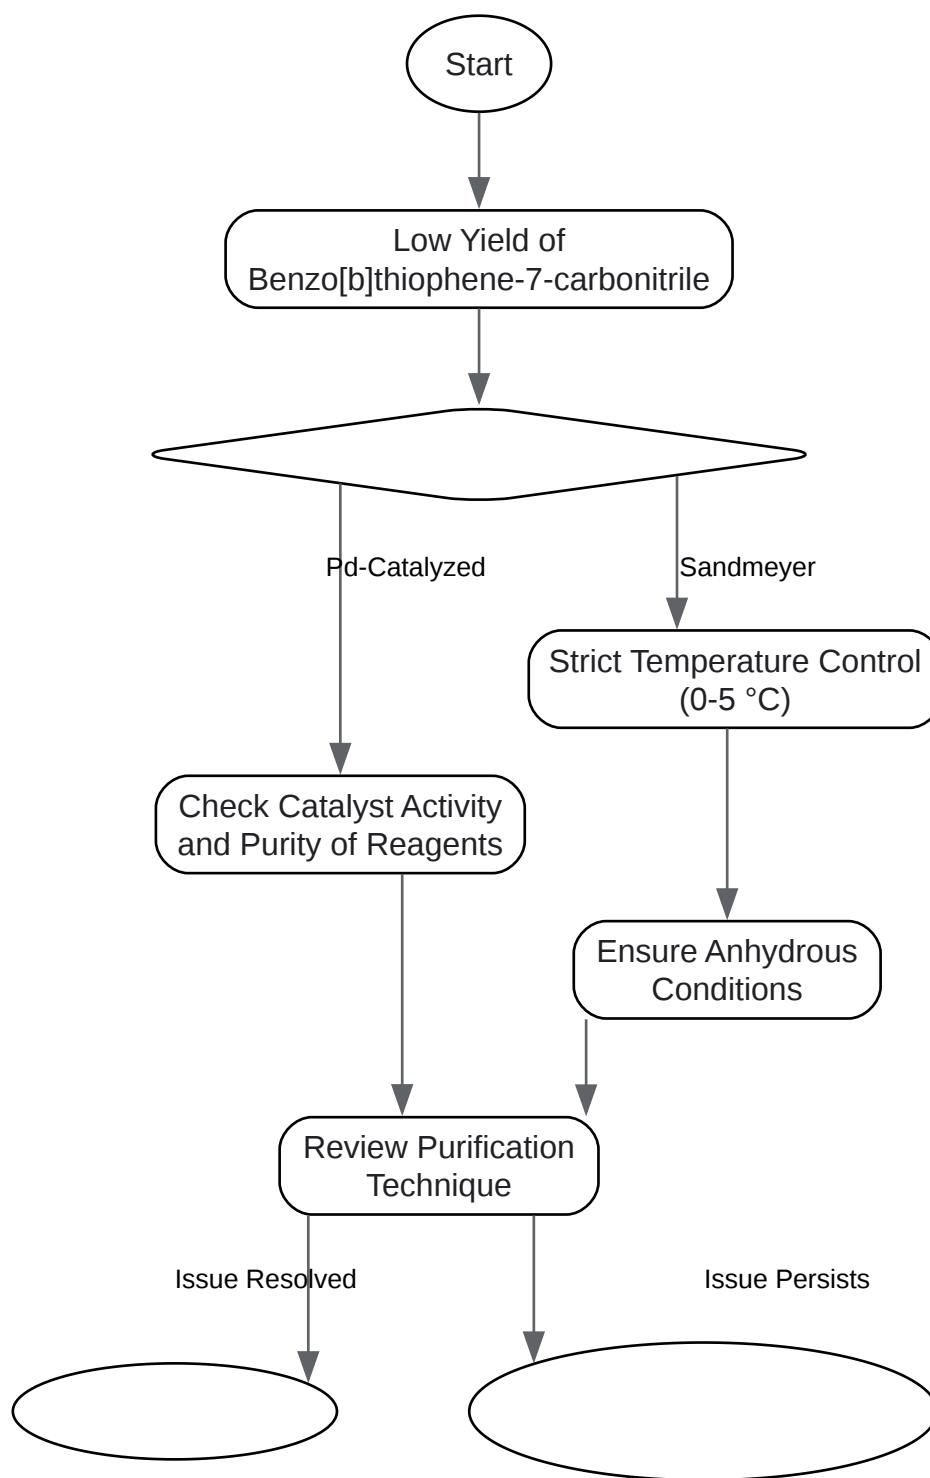 Start
Low Yield of
Benzo[b]thiophene-7-carbonitrile
Pd-Catalyzed
Sandmeyer
Strict Temperature Control
(0-5 °C)
Check Catalyst Activity
and Purity of Reagents
Ensure Anhydrous
Conditions
Review Purification
Technique
Issue Resolved
Issue Persists